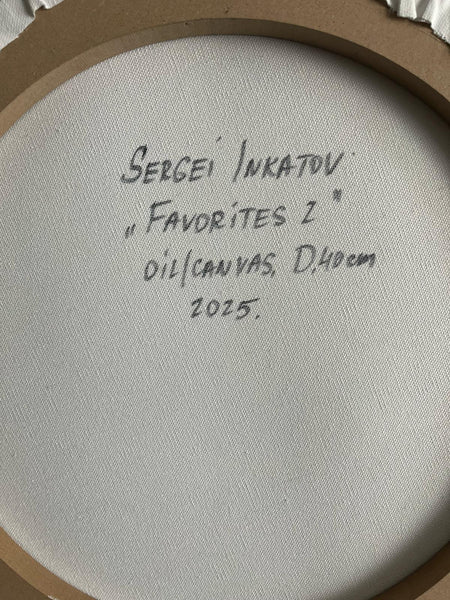 SERGEI INKATOV
„FAVORITES 2"
OIL/CANVAS, D.40cm
2025.